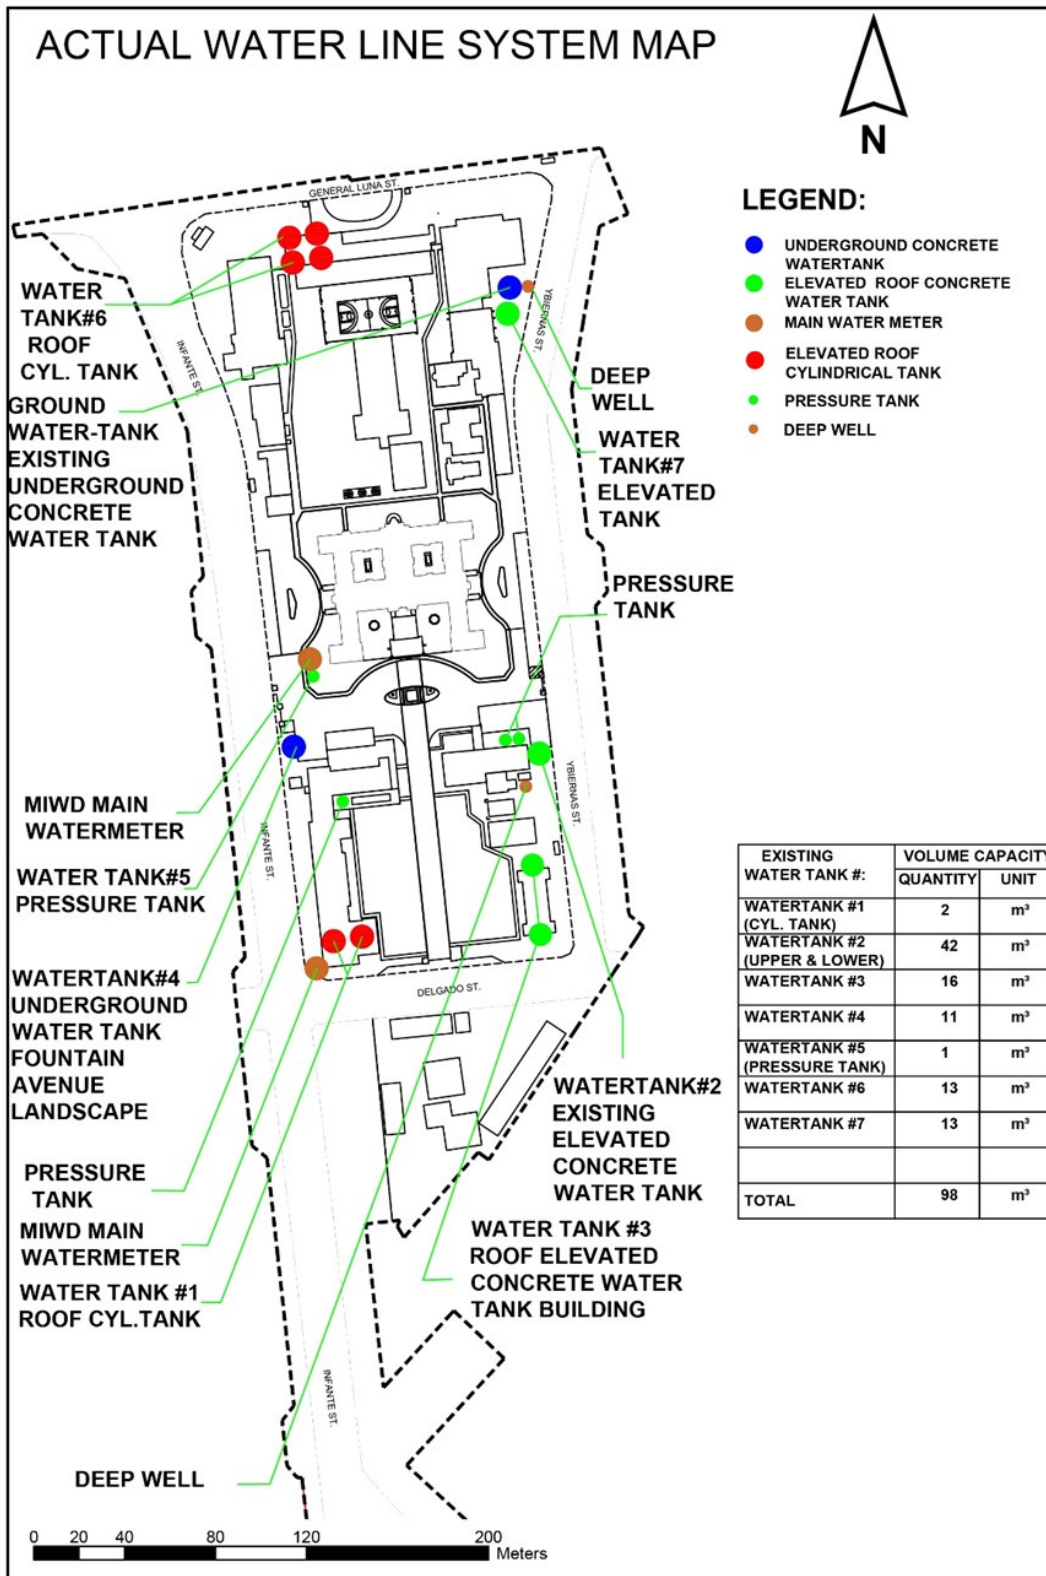 ACTUAL WATER LINE SYSTEM MAP
N
GENERAL LUNA ST.
LEGEND:
UNDERGROUND CONCRETE
WATERTANK
ELEVATED ROOF CONCRETE
WATER TANK
MAIN WATER METER
ELEVATED ROOF
CYLINDRICAL TANK
PRESSURE TANK
DEEP WELL
WATER
TANK#6
ROOF
CYL. TANK
INFANTE ST.
YBIERNAS ST.
GROUND
WATER-TANK
EXISTING
UNDERGROUND
CONCRETE
WATER TANK
DEEP
WELL
WATER
TANK#7
ELEVATED
TANK
PRESSURE
TANK
MIWD MAIN
WATERMETER
INFANTE ST.
YBIERNAS ST.
WATER TANK#5
PRESSURE TANK
WATERTANK#4
UNDERGROUND
WATER TANK
FOUNTAIN
AVENUE
LANDSCAPE
DELGADO ST.
PRESSURE
TANK
MIWD MAIN
WATERMETER
WATER TANK #1
ROOF CYL.TANK
WATERTANK#2
EXISTING
ELEVATED
CONCRETE
WATER TANK
WATER TANK #3
ROOF ELEVATED
CONCRETE WATER
TANK BUILDING
INFANTE ST.
DEEP WELL
EXISTING
WATER TANK #:
VOLUME CAPACITY
QUANTITY UNIT
WATERTANK #1 2 m³
(CYL. TANK)
WATERTANK #2 42 m³
(UPPER & LOWER)
WATERTANK #3 16 m³
WATERTANK #4 11 m³
WATERTANK #5 1 m³
(PRESSURE TANK)
WATERTANK #6 13 m³
WATERTANK #7 13 m³
TOTAL 98 m³
0 20 40 80 120 200
Meters